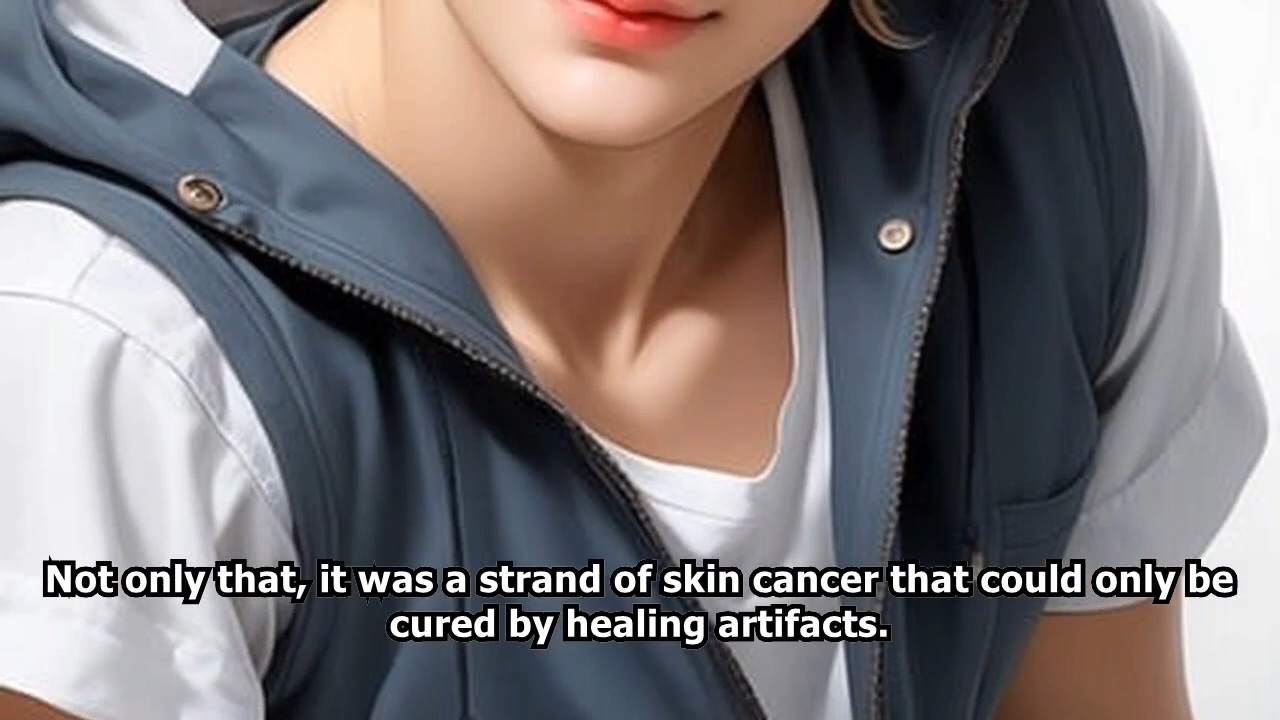 Not only that, it was a strand of skin cancer that could only be
cured by healing artifacts.